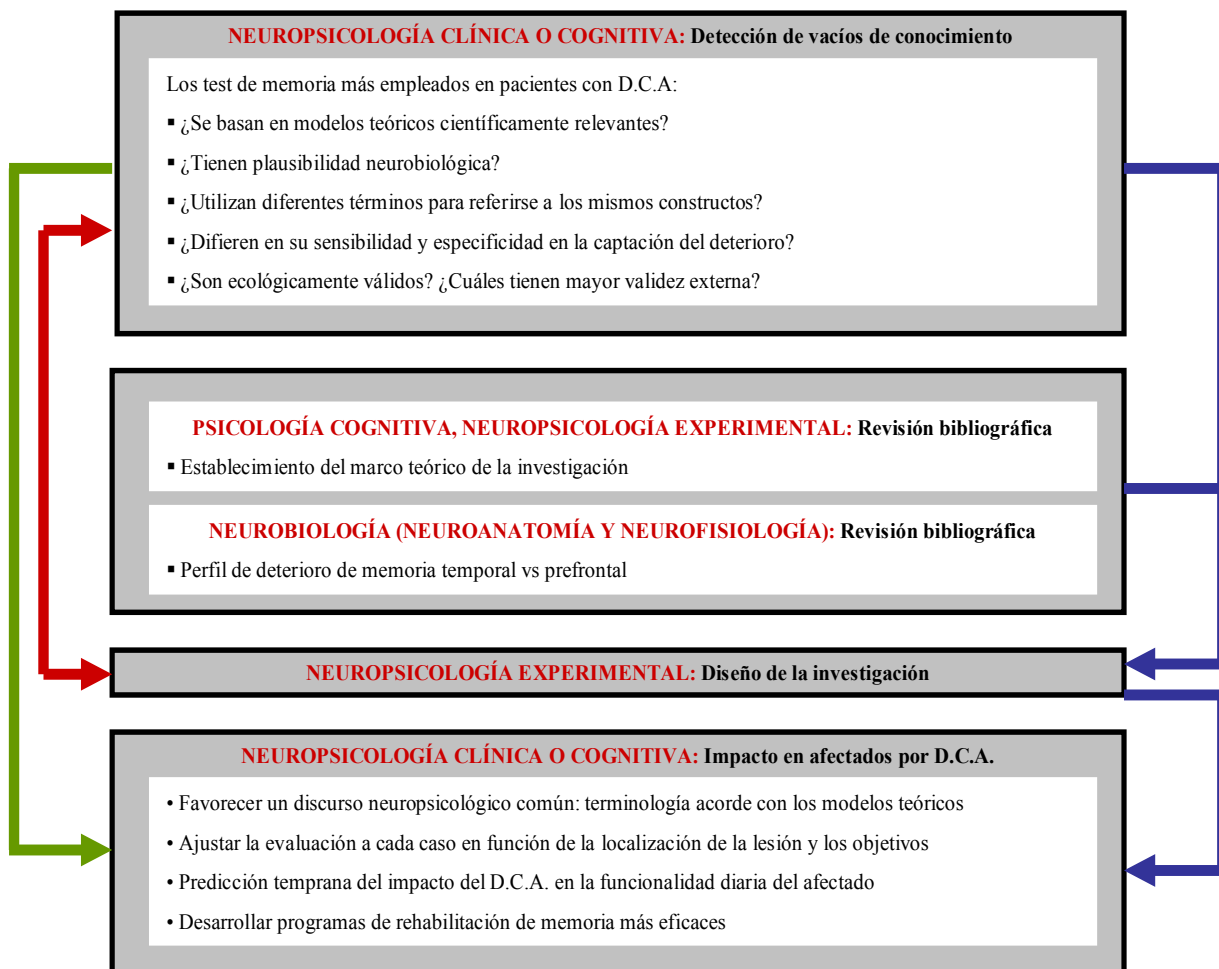 NEUROPSICOLOGÍA CLÍNICA O COGNITIVA: Detección de vacíos de conocimiento
Los test de memoria más empleados en pacientes con D.C.A:
▪ ¿Se basan en modelos teóricos científicamente relevantes?
▪ ¿Tienen plausibilidad neurobiológica?
▪ ¿Utilizan diferentes términos para referirse a los mismos constructos?
▪ ¿Difieren en su sensibilidad y especificidad en la captación del deterioro?
▪ ¿Son ecológicamente válidos? ¿Cuáles tienen mayor validez externa?
PSICOLOGÍA COGNITIVA, NEUROPSICOLOGÍA EXPERIMENTAL: Revisión bibliográfica
▪ Establecimiento del marco teórico de la investigación
NEUROBIOLOGÍA (NEUROANATOMÍA Y NEUROFISIOLOGÍA): Revisión bibliográfica
▪ Perfil de deterioro de memoria temporal vs prefrontal
NEUROPSICOLOGÍA EXPERIMENTAL: Diseño de la investigación
NEUROPSICOLOGÍA CLÍNICA O COGNITIVA: Impacto en afectados por D.C.A.
• Favorecer un discurso neuropsicológico común: terminología acorde con los modelos teóricos
• Ajustar la evaluación a cada caso en función de la localización de la lesión y los objetivos
• Predicción temprana del impacto del D.C.A. en la funcionalidad diaria del afectado
• Desarrollar programas de rehabilitación de memoria más eficaces